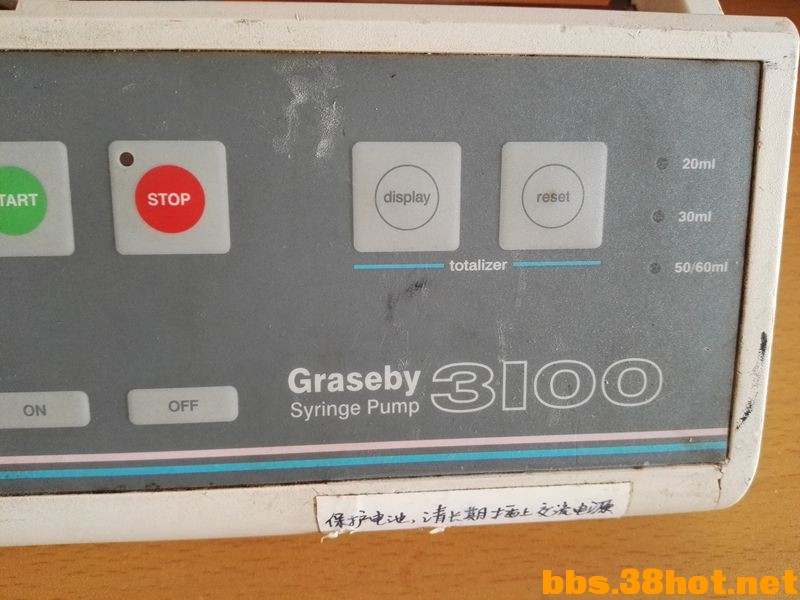 START
STOP
display
reset
totalizer
20ml
30ml
50/60ml
Graseby 3100
Syringe Pump
ON
OFF
保护电池,请长期插上交流电源
bbs.38hot.net